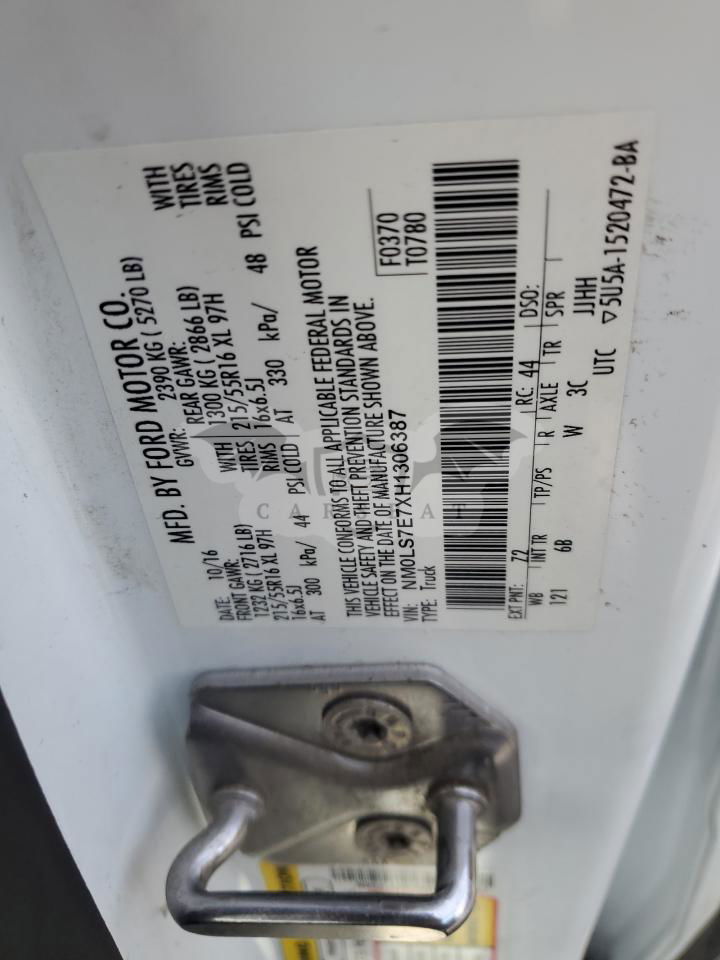 MFD. BY FORD MOTOR CO.
DATE: 10/16 GVWR: 2390 KG ( 5270 LB)
FRONT GAWR: REAR GAWR:
1232 KG ( 2716 LB) WITH 1300 KG ( 2866 LB) WITH
215/55R16 XL 97H TIRES 215/55R16 XL 97H TIRES
16x6.5J RIMS 16x6.5J RIMS
AT 300 kPa/ 44 PSI COLD AT 330 kPa/ 48 PSI COLD
THIS VEHICLE CONFORMS TO ALL APPLICABLE FEDERAL MOTOR
VEHICLE SAFETY AND THEFT PREVENTION STANDARDS IN
EFFECT ON THE DATE OF MANUFACTURE SHOWN ABOVE.
VIN: NM0LS7E7XH1306387 F0370
TYPE: Truck T07B0
EXT PNT: 7Z RC: 44 DSO:
WB INT TR TP/PS R AXLE TR SPR
121 6B W 3C JJHH
UTC ▽5U5A-1520472-BA